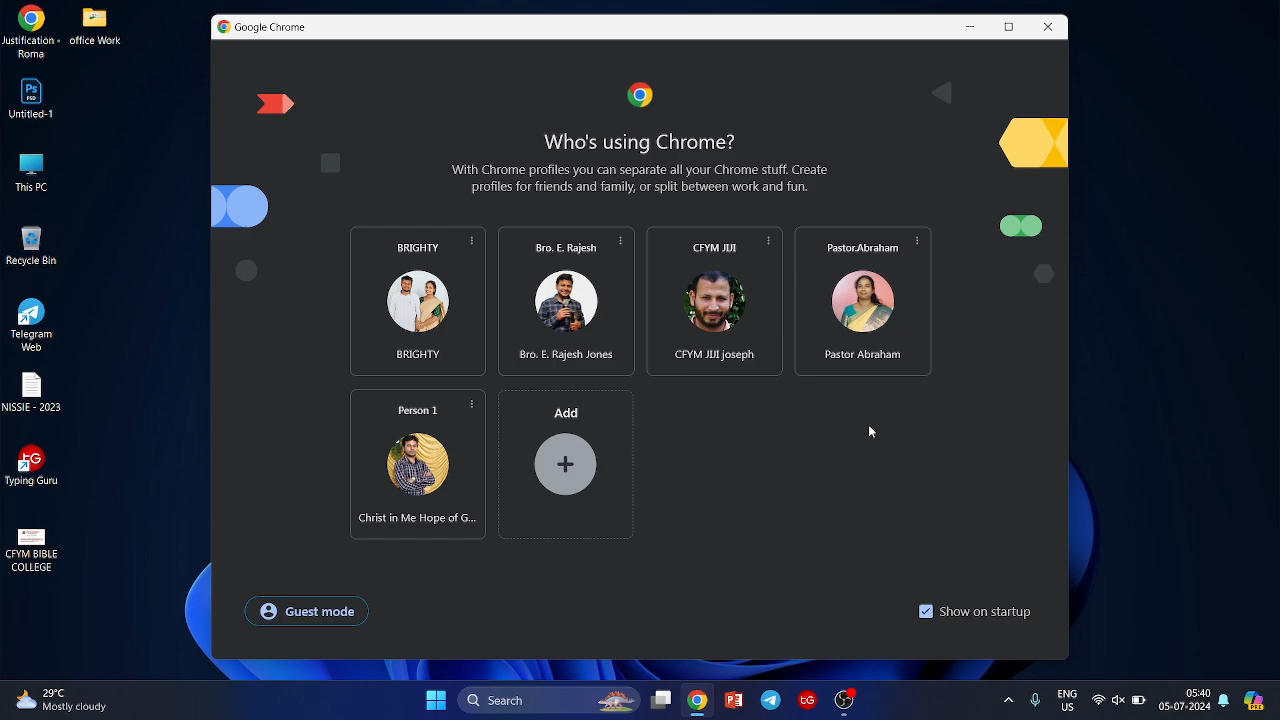 Justification -
Roma
office Work
Untitled-1
This PC
Recycle Bin
Telegram
Web
NISSIE - 2023
Typing Guru
CFYM BIBLE
COLLEGE
Google Chrome
Who's using Chrome?
With Chrome profiles you can separate all your Chrome stuff. Create
profiles for friends and family, or split between work and fun.
BRIGHTY
BRIGHTY
Bro. E. Rajesh
Bro. E. Rajesh Jones
CFYM JIJI
CFYM JIJI joseph
Pastor.Abraham
Pastor Abraham
Person 1
Christ in Me Hope of G...
Add
Guest mode
Show on startup
29°C
Mostly cloudy
Search
ENG
US
05:40
05-07-2024